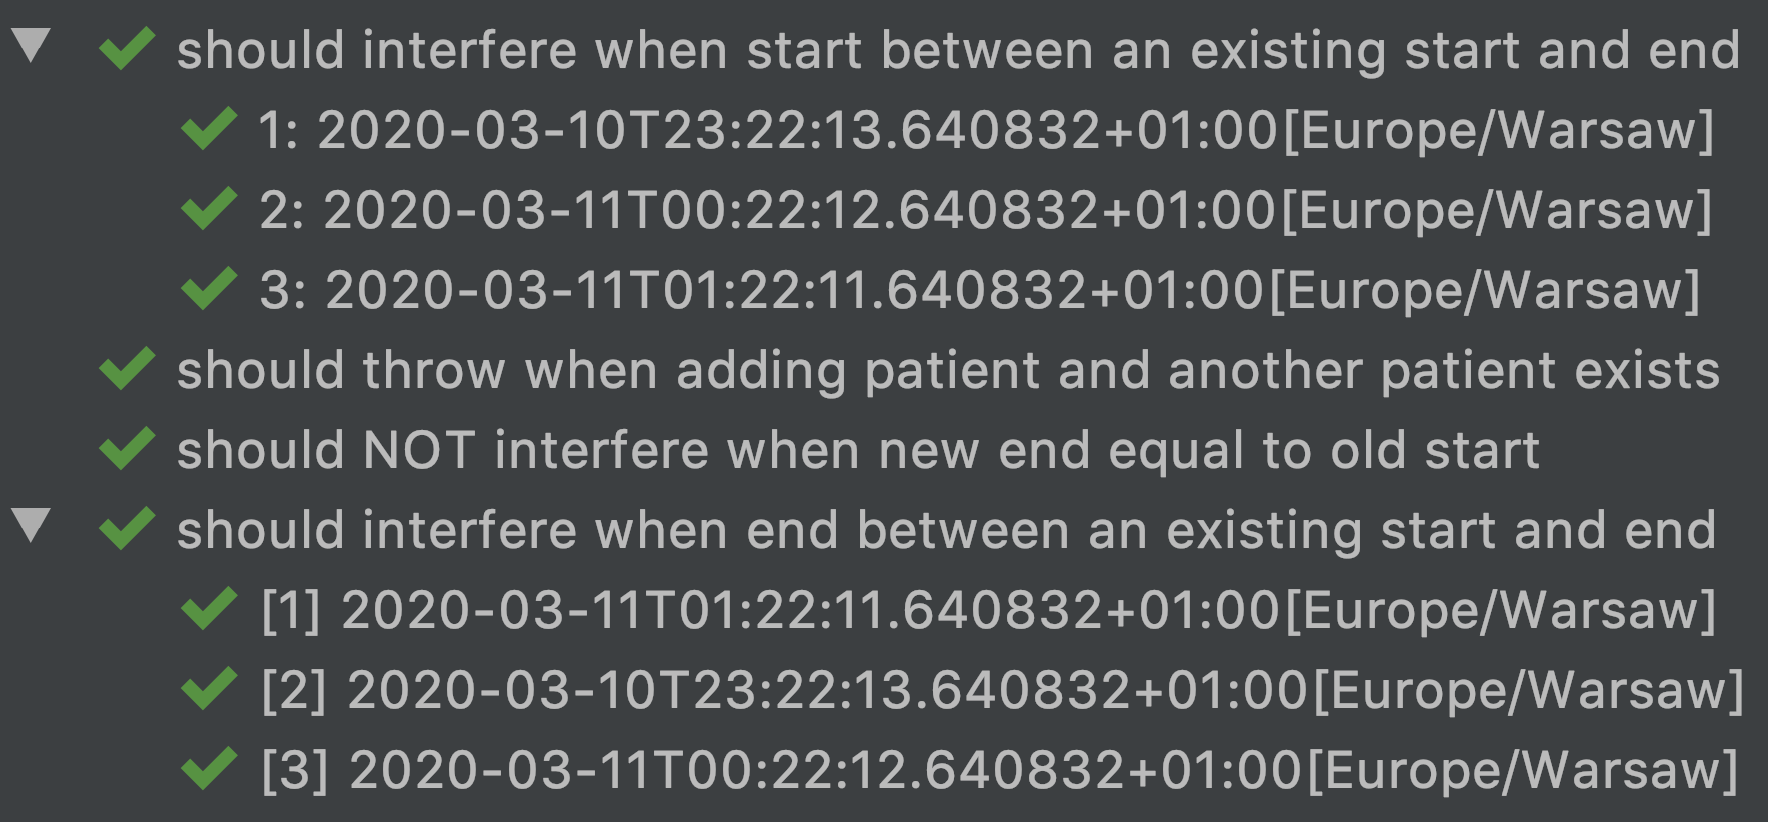 should interfere when start between an existing start and end
1: 2020-03-10T23:22:13.640832+01:00[Europe/Warsaw]
2: 2020-03-11T00:22:12.640832+01:00[Europe/Warsaw]
3: 2020-03-11T01:22:11.640832+01:00[Europe/Warsaw]
should throw when adding patient and another patient exists
should NOT interfere when new end equal to old start
should interfere when end between an existing start and end
[1] 2020-03-11T01:22:11.640832+01:00[Europe/Warsaw]
[2] 2020-03-10T23:22:13.640832+01:00[Europe/Warsaw]
[3] 2020-03-11T00:22:12.640832+01:00[Europe/Warsaw]